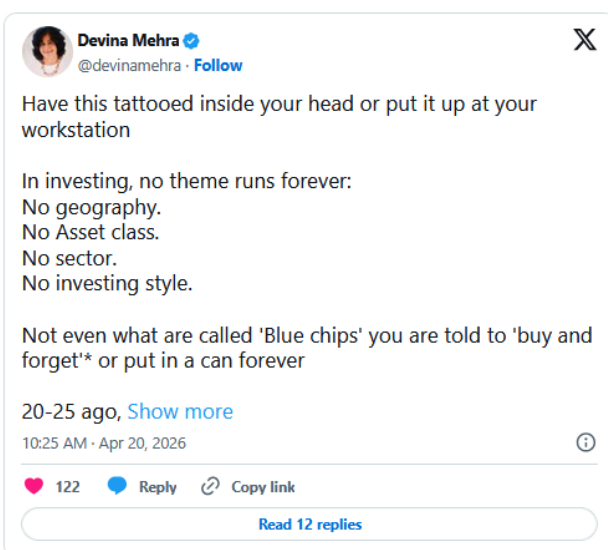 Devina Mehra
@devinamehra · Follow
Have this tattooed inside your head or put it up at your
workstation
In investing, no theme runs forever:
No geography.
No Asset class.
No sector.
No investing style.
Not even what are called 'Blue chips' you are told to 'buy and
forget'* or put in a can forever
20-25 ago, Show more
10:25 AM · Apr 20, 2026
122 Reply Copy link
Read 12 replies